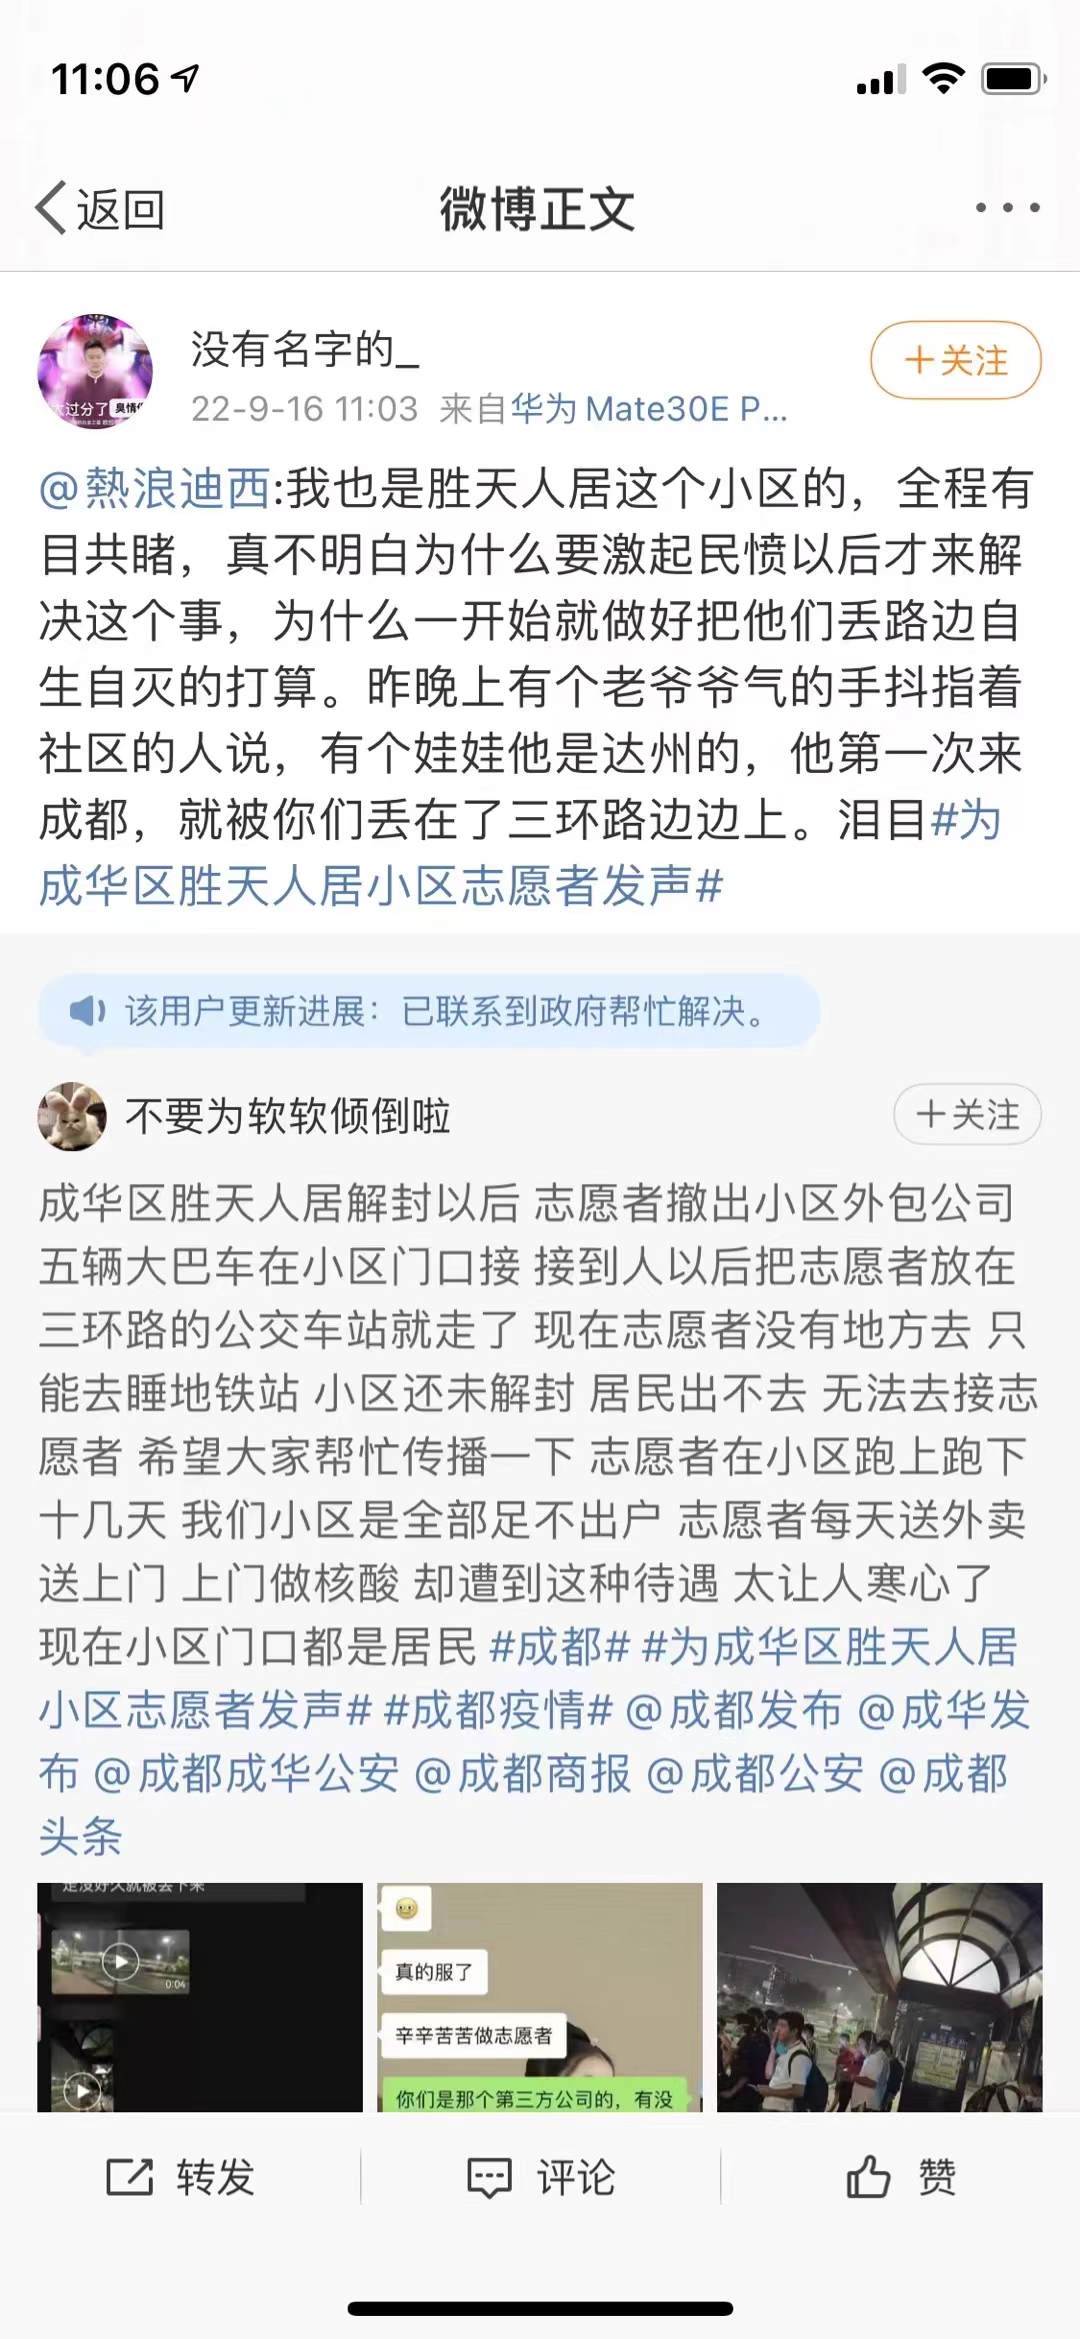 11:06
返回
微博正文
没有名字的_
+关注
22-9-16 11:03 来自华为 Mate30E P...
@熱浪迪西:我也是胜天人居这个小区的，全程有
目共睹，真不明白为什么要激起民愤以后才来解
决这个事，为什么一开始就做好把他们丢路边自
生自灭的打算。昨晚上有个老爷爷气的手抖指着
社区的人说，有个娃娃他是达州的，他第一次来
成都，就被你们丢在了三环路边边上。泪目#为
成华区胜天人居小区志愿者发声#
该用户更新进展：已联系到政府帮忙解决。
不要为软软倾倒啦
+关注
成华区胜天人居解封以后 志愿者撤出小区外包公司
五辆大巴车在小区门口接 接到人以后把志愿者放在
三环路的公交车站就走了 现在志愿者没有地方去 只
能去睡地铁站 小区还未解封 居民出不去 无法去接志
愿者 希望大家帮忙传播一下 志愿者在小区跑上跑下
十几天 我们小区是全部足不出户 志愿者每天送外卖
送上门 上门做核酸 却遭到这种待遇 太让人寒心了
现在小区门口都是居民 #成都# #为成华区胜天人居
小区志愿者发声# #成都疫情# @成都发布 @成华发
布 @成都成华公安 @成都商报 @成都公安 @成都
头条
是没好久就被丢下来
0:04
真的服了
辛辛苦苦做志愿者
你们是那个第三方公司的，有没
转发
评论
赞